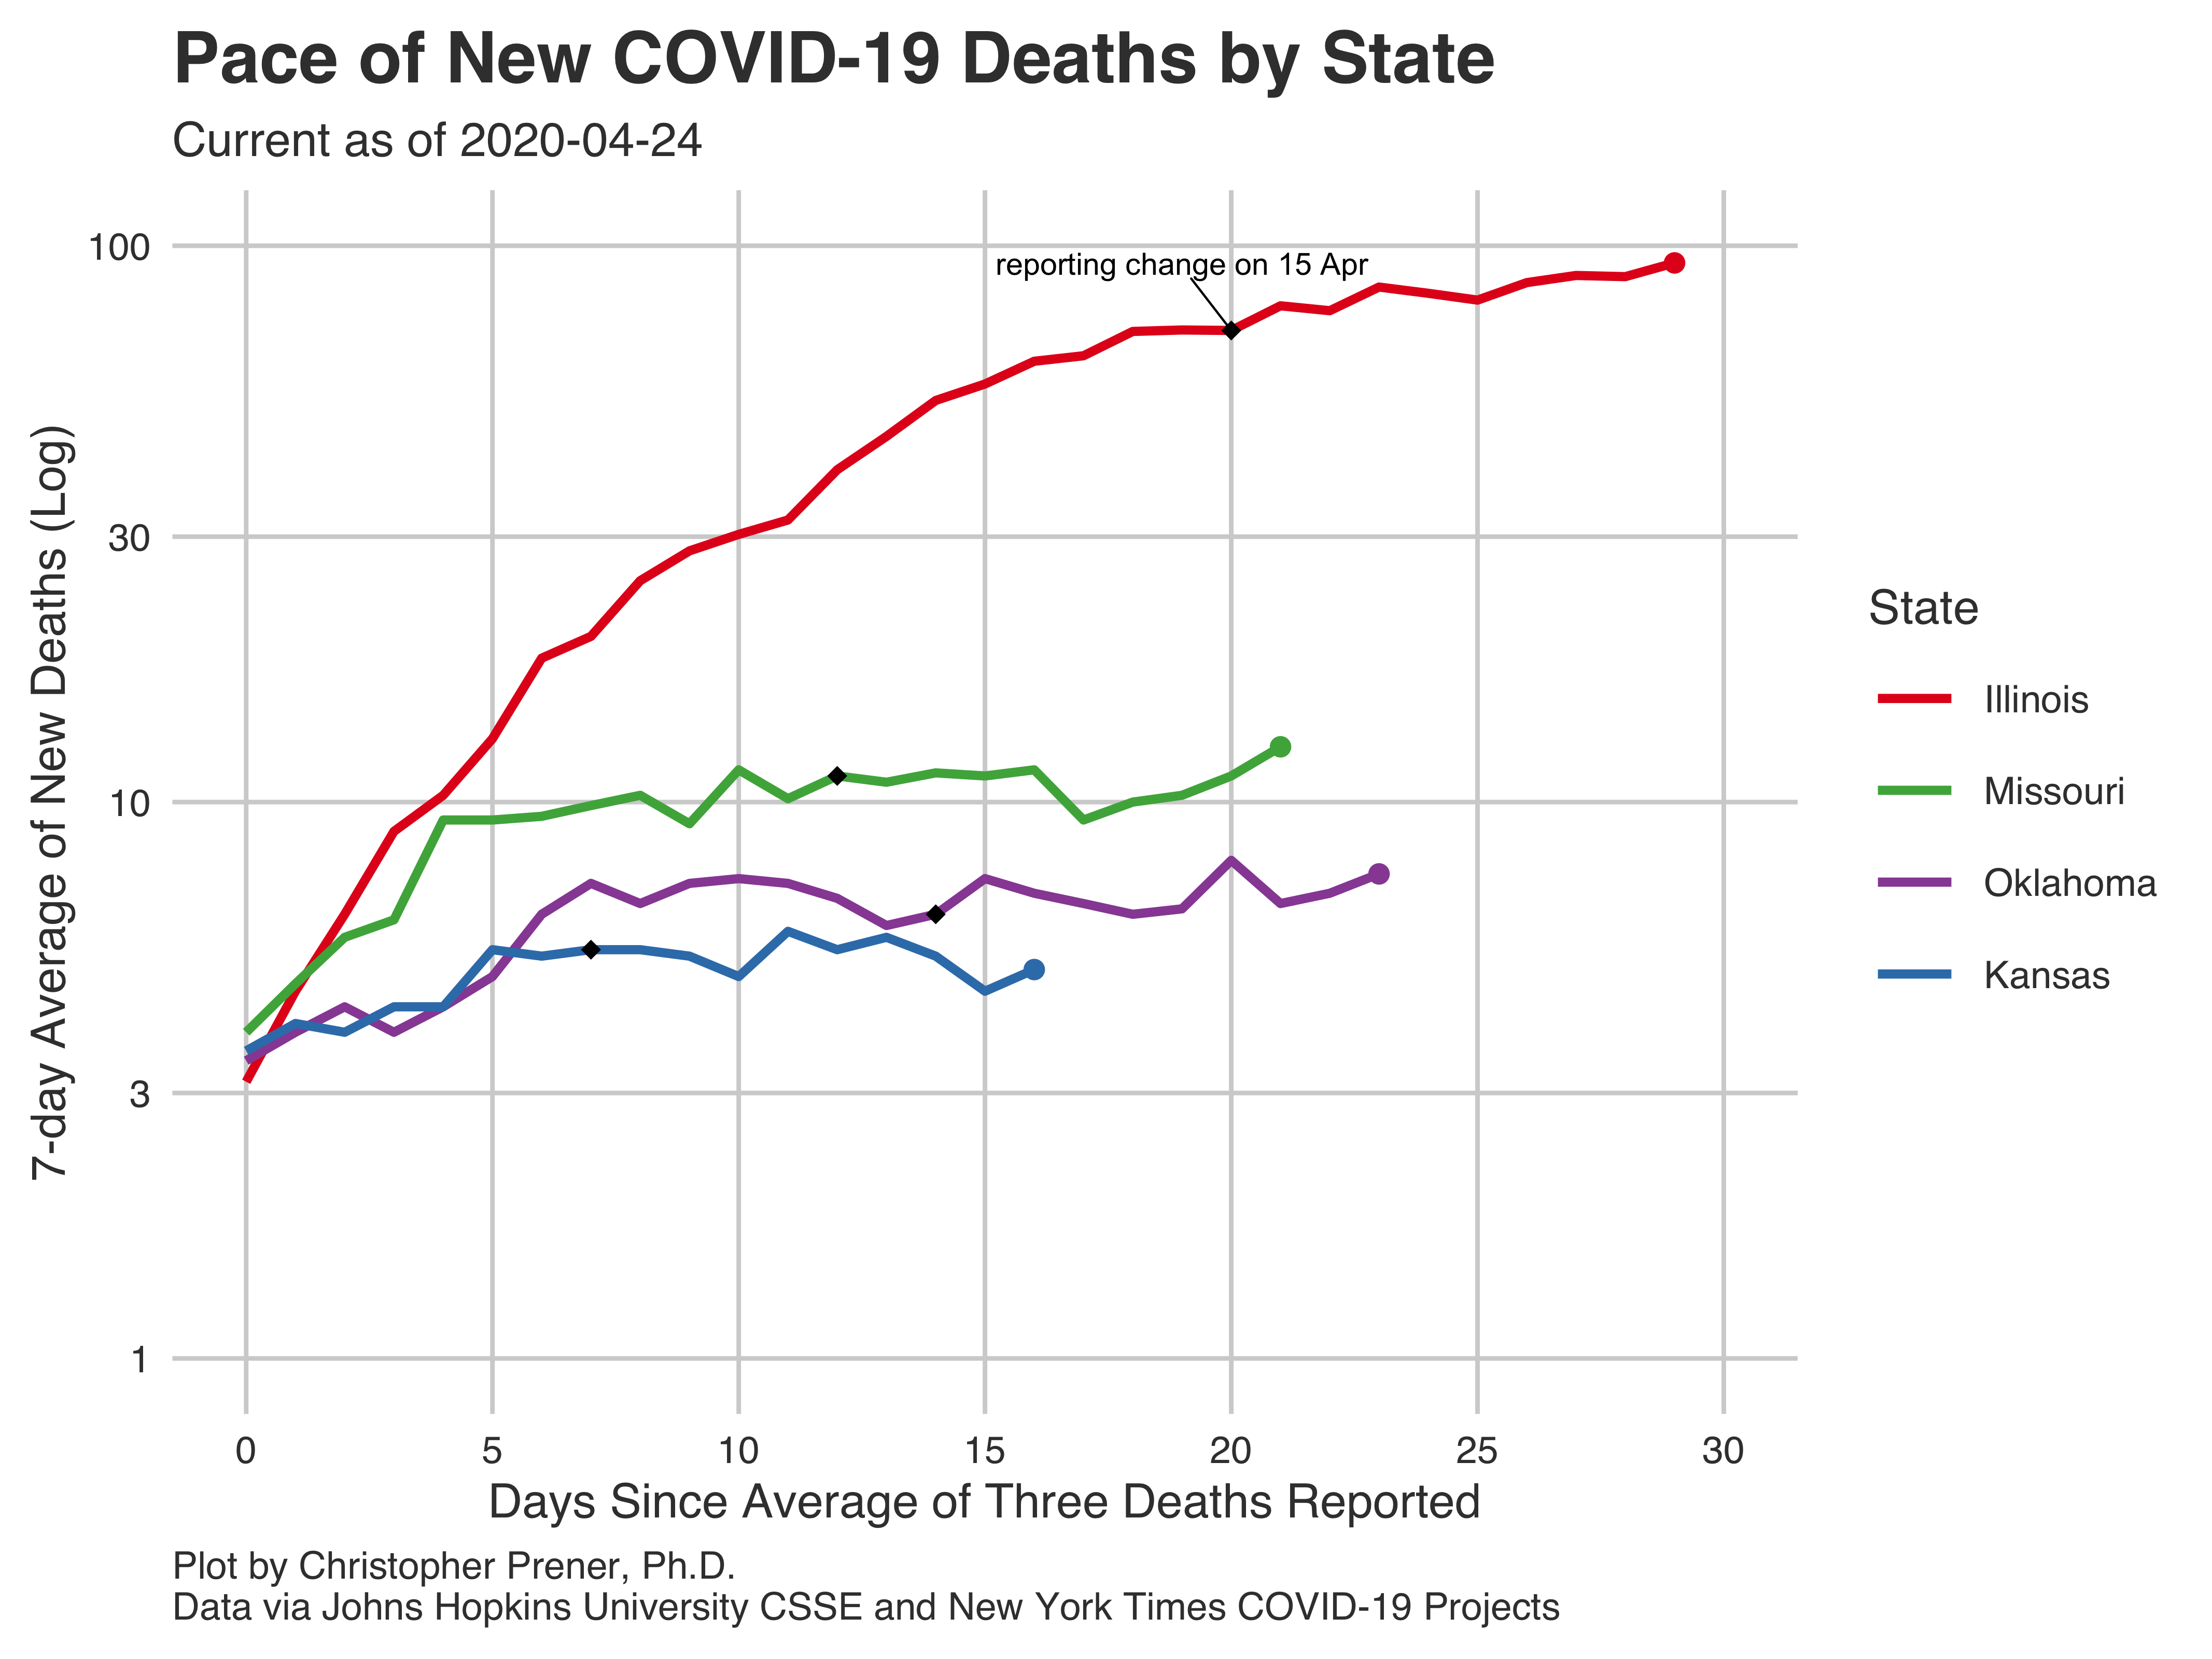 Pace of New COVID-19 Deaths by State
Current as of 2020-04-24
100
30
10
3
1
7-day Average of New Deaths (Log)
reporting change on 15 Apr
State
Illinois
Missouri
Oklahoma
Kansas
0 5 10 15 20 25 30
Days Since Average of Three Deaths Reported
Plot by Christopher Prener, Ph.D.
Data via Johns Hopkins University CSSE and New York Times COVID-19 Projects